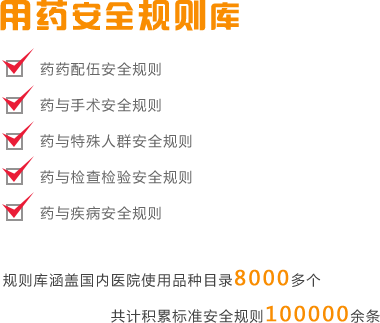 用药安全规则库
药药配伍安全规则
药与手术安全规则
药与特殊人群安全规则
药与检查检验安全规则
药与疾病安全规则
规则库涵盖国内医院使用品种目录8000多个
共计积累标准安全规则100000余条